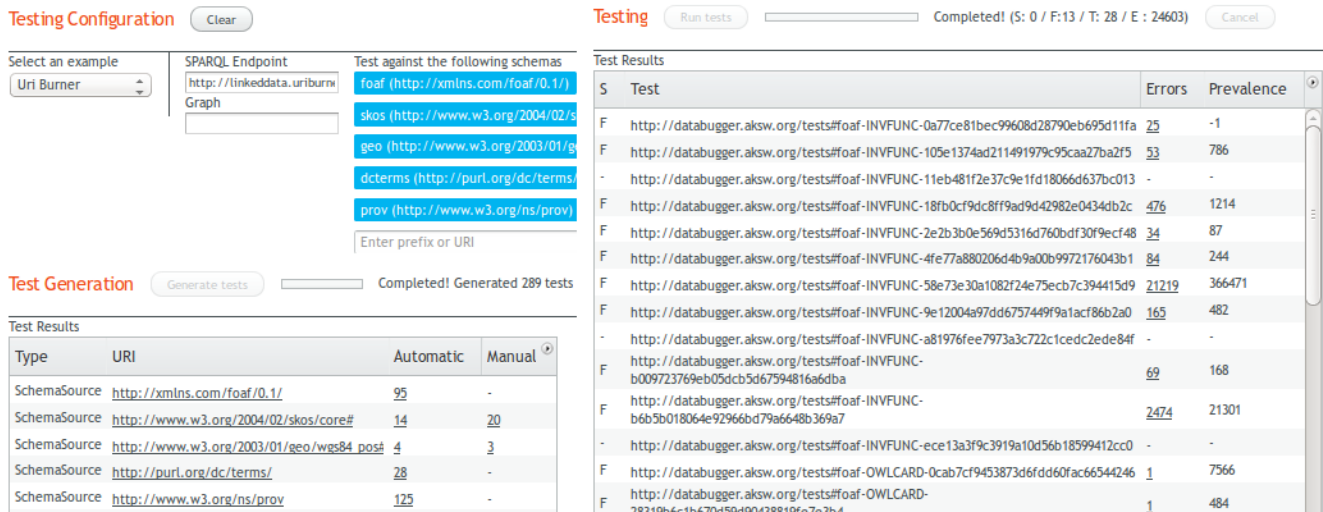 Testing Configuration Clear
Select an example
Uri Burner
SPARQL Endpoint
http://linkeddata.uriburn
Graph
Test against the following schemas
foaf (http://xmlns.com/foaf/0.1/)
skos (http://www.w3.org/2004/02/s
geo (http://www.w3.org/2003/01/g
dcterms (http://purl.org/dc/terms/
prov (http://www.w3.org/ns/prov)
Enter prefix or URI
Test Generation Generate tests Completed! Generated 289 tests
Test Results
Type URI Automatic Manual
SchemaSource http://xmlns.com/foaf/0.1/ 95 -
SchemaSource http://www.w3.org/2004/02/skos/core# 14 20
SchemaSource http://www.w3.org/2003/01/geo/wgs84_pos# 4 3
SchemaSource http://purl.org/dc/terms/ 28 -
SchemaSource http://www.w3.org/ns/prov 125 -
Testing Run tests Completed! (S: 0 / F:13 / T: 28 / E : 24603) Cancel
Test Results
S Test Errors Prevalence
F http://databugger.aksw.org/tests#foaf-INVFUNC-0a77ce81bec99608d28790eb695d11fa 25 -1
F http://databugger.aksw.org/tests#foaf-INVFUNC-105e1374ad211491979c95caa27ba2f5 53 786
- http://databugger.aksw.org/tests#foaf-INVFUNC-11eb481f2e37c9e1fd18066d637bc013 - -
F http://databugger.aksw.org/tests#foaf-INVFUNC-18fb0cf9dc8ff9ad9d42982e0434db2c 476 1214
F http://databugger.aksw.org/tests#foaf-INVFUNC-2e2b3b0e569d5316d760bdf30f9ecf48 34 87
F http://databugger.aksw.org/tests#foaf-INVFUNC-4fe77a880206d4b9a00b9972176043b1 84 244
F http://databugger.aksw.org/tests#foaf-INVFUNC-58e73e30a1082f24e75ecb7c394415d9 21219 366471
F http://databugger.aksw.org/tests#foaf-INVFUNC-9e12004a97dd6757449f9a1acf86b2a0 165 482
- http://databugger.aksw.org/tests#foaf-INVFUNC-a81976fee7973a3c722c1cedc2ede84f - -
F http://databugger.aksw.org/tests#foaf-INVFUNC-
b009723769eb05dcb5d67594816a6dba 69 168
F http://databugger.aksw.org/tests#foaf-INVFUNC-
b6b5b018064e92966bd79a6648b369a7 2474 21301
- http://databugger.aksw.org/tests#foaf-INVFUNC-ece13a3f9c3919a10d56b18599412cc0 - -
F http://databugger.aksw.org/tests#foaf-OWLCARD-0cab7cf9453873d6fdd60fac66544246 1 7566
F http://databugger.aksw.org/tests#foaf-OWLCARD-
1 484